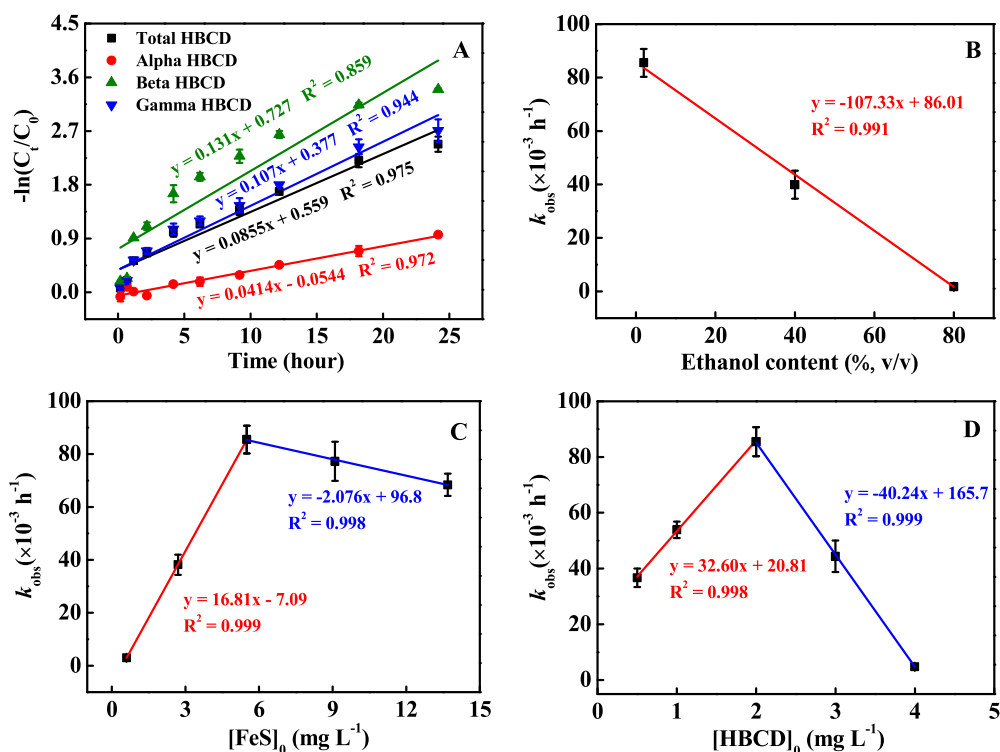 A
Total HBCD
Alpha HBCD
Beta HBCD
Gamma HBCD
y = 0.131x + 0.727 R² = 0.859
y = 0.107x + 0.377 R² = 0.944
y = 0.0855x + 0.559 R² = 0.975
y = 0.0414x - 0.0544 R² = 0.972
-ln(Cₜ/C₀)
4.5
3.6
2.7
1.8
0.9
0.0
0 5 10 15 20 25
Time (hour)
B
y = -107.33x + 86.01
R² = 0.991
k_obs (×10⁻³ h⁻¹)
100
80
60
40
20
0
0 20 40 60 80
Ethanol content (%, v/v)
C
y = -2.076x + 96.8
R² = 0.998
y = 16.81x - 7.09
R² = 0.999
k_obs (×10⁻³ h⁻¹)
100
80
60
40
20
0
0 3 6 9 12 15
[FeS]₀ (mg L⁻¹)
D
y = -40.24x + 165.7
R² = 0.999
y = 32.60x + 20.81
R² = 0.998
k_obs (×10⁻³ h⁻¹)
100
80
60
40
20
0
0 1 2 3 4 5
[HBCD]₀ (mg L⁻¹)